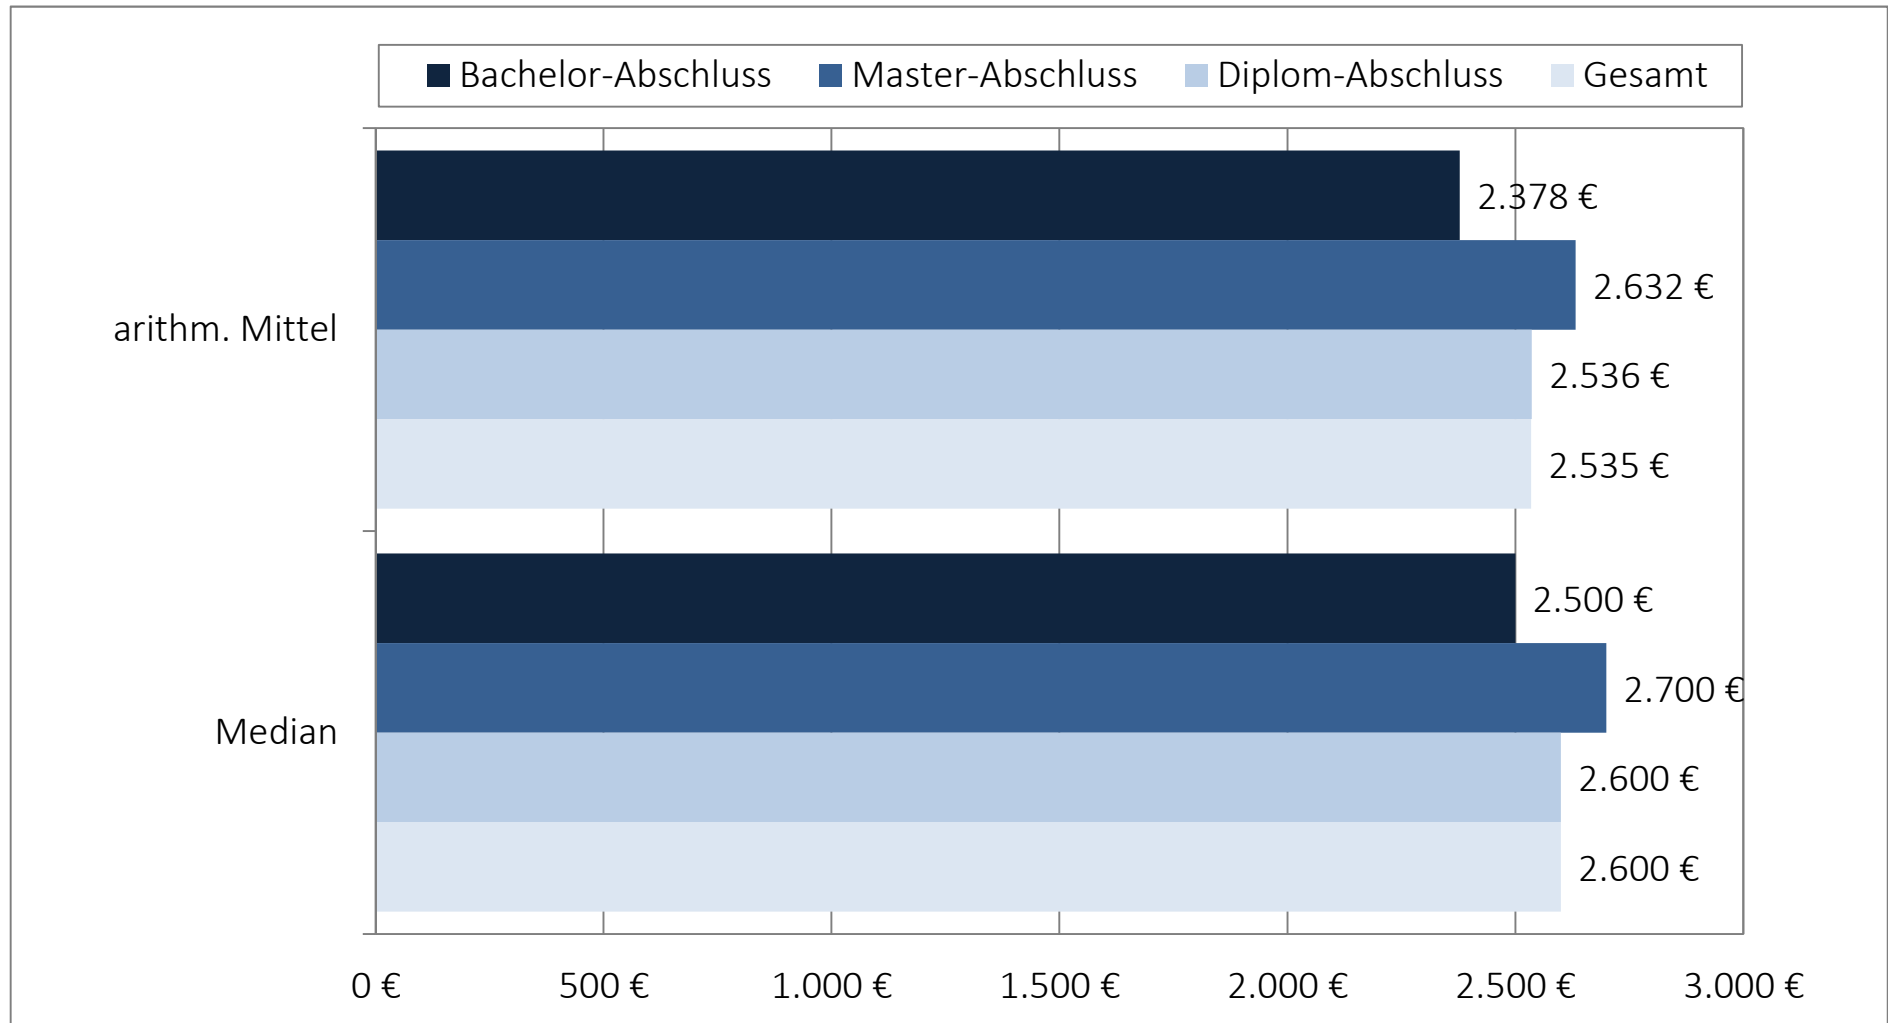 Bachelor-Abschluss Master-Abschluss Diplom-Abschluss Gesamt
2.378 €
2.632 €
arithm. Mittel
2.536 €
2.535 €
2.500 €
2.700 €
Median
2.600 €
2.600 €
0 € 500 € 1.000 € 1.500 € 2.000 € 2.500 € 3.000 €